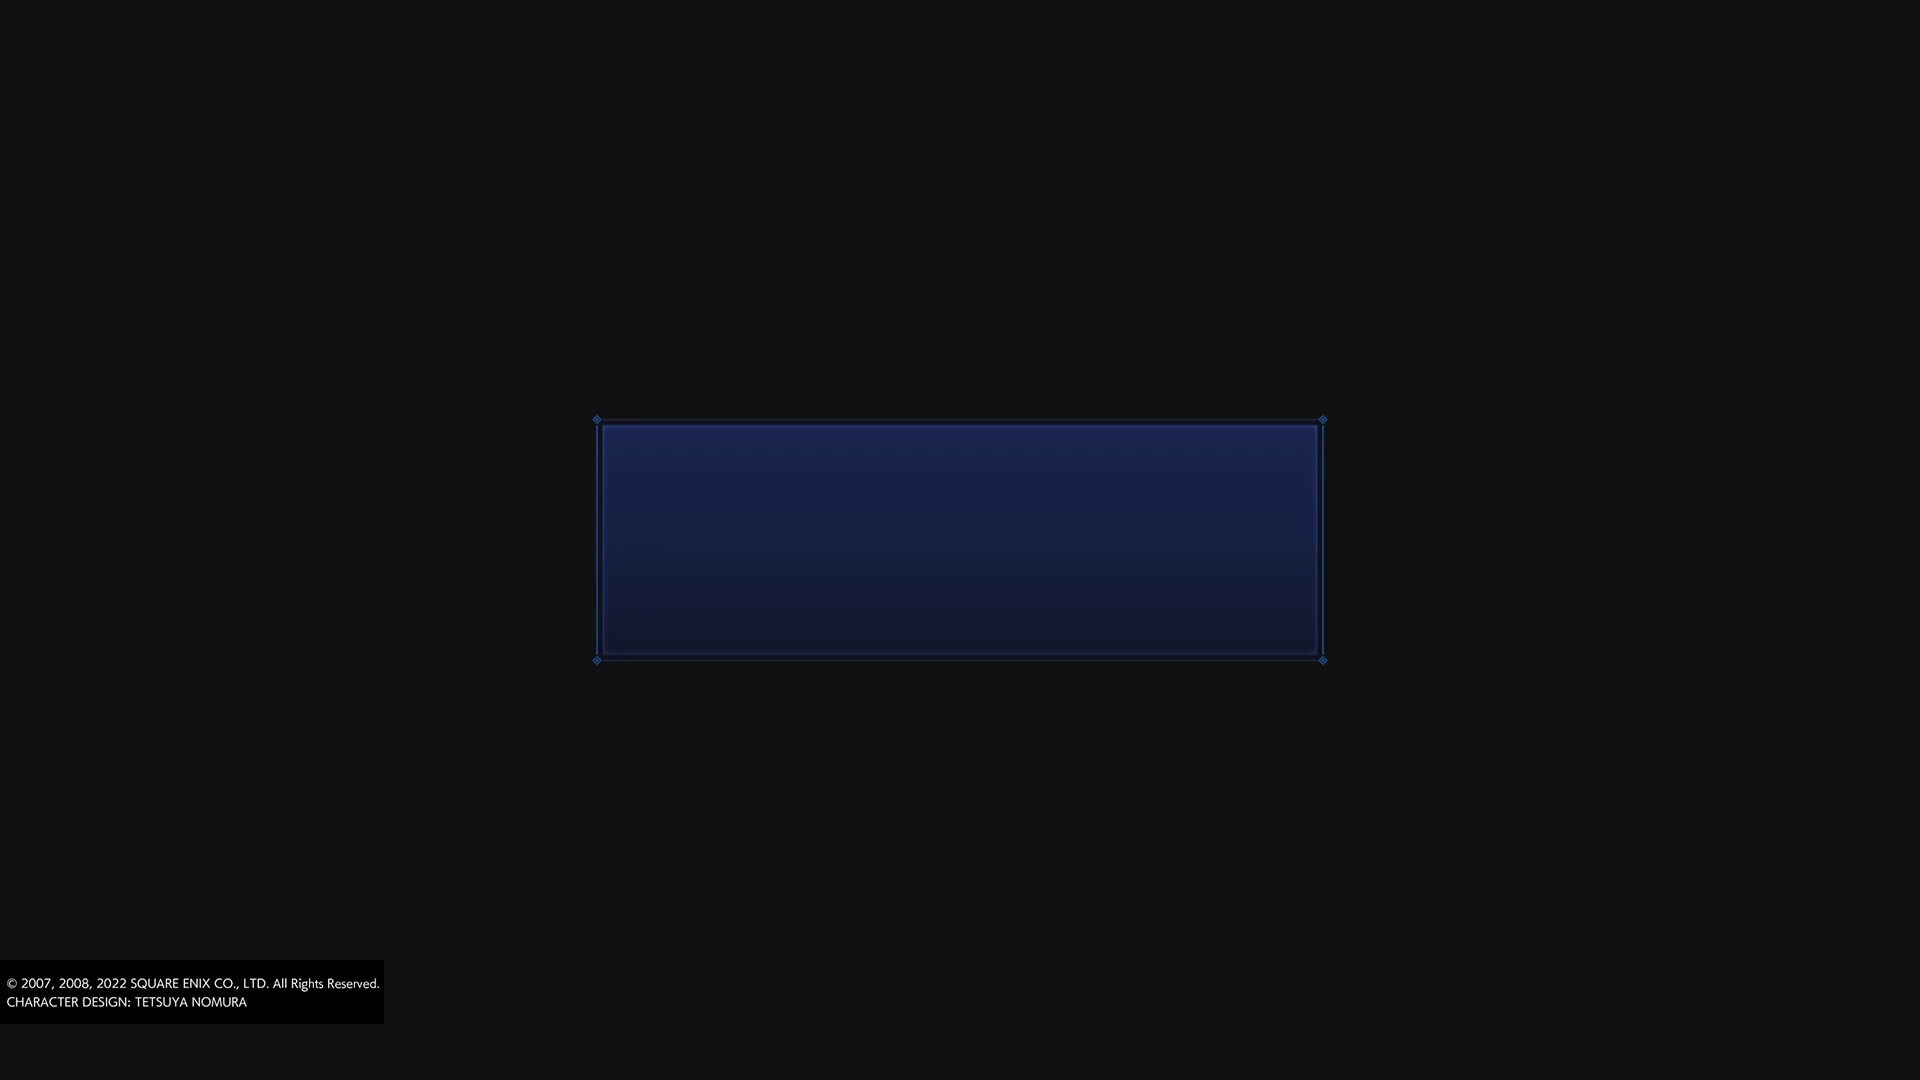 © 2007, 2008, 2022 SQUARE ENIX CO., LTD. All Rights Reserved.
CHARACTER DESIGN: TETSUYA NOMURA